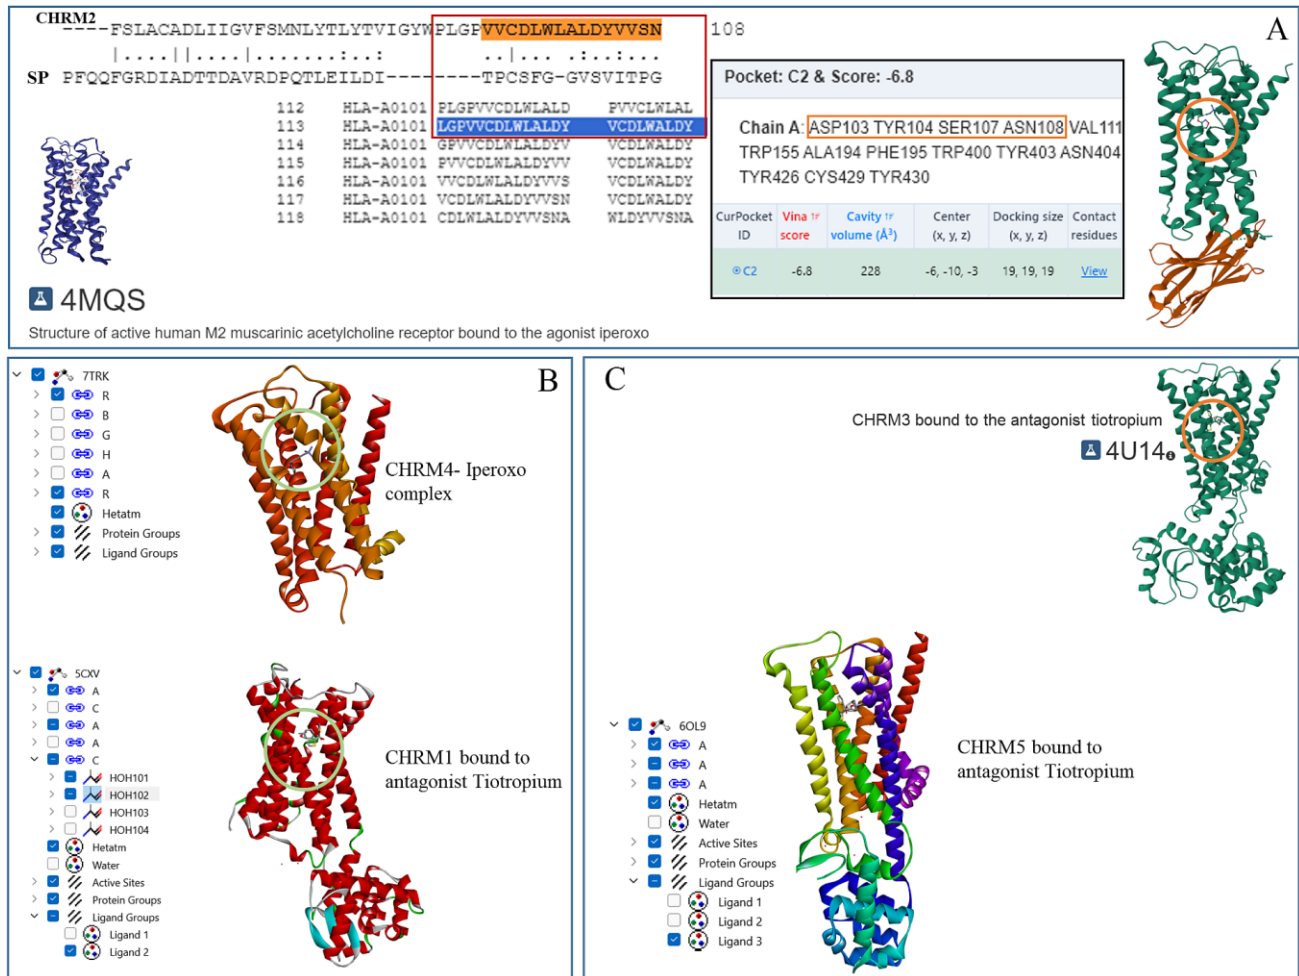 CHRM2
----FSLACADLIIGVFSMNLYTLYTVIGYWPLGPVVCDLWLALDYVVSN 108
|....||....|.........:.: ..|... ..:..:...
SP PFQQFGRDIADTTDAVRDPQTLEILDI---------TPCSFG-GVSVITPG
112 HLA-A0101 PLGPVVCDLWLALD PVVCLWLAL
113 HLA-A0101 LGPVVCDLWLALDY VCDLWALDY
114 HLA-A0101 GPVVCDLWLALDYV VCDLWALDY
115 HLA-A0101 PVVCDLWLALDYVV VCDLWALDY
116 HLA-A0101 VVCDLWLALDYVVS VCDLWALDY
117 HLA-A0101 VCDLWLALDYVVSN VCDLWALDY
118 HLA-A0101 CDLWLALDYVVSNA WLDYVVSNA
4MQS
Structure of active human M2 muscarinic acetylcholine receptor bound to the agonist iperoxo
Pocket: C2 & Score: -6.8
Chain A: ASP103 TYR104 SER107 ASN108 VAL111
TRP155 ALA194 PHE195 TRP400 TYR403 ASN404
TYR426 CYS429 TYR430
CurPocket ID Vina score Cavity volume (Å³) Center (x, y, z) Docking size (x, y, z) Contact residues
C2 -6.8 228 -6, -10, -3 19, 19, 19 View
A
B
7TRK
R
B
G
H
A
R
Hetatm
Protein Groups
Ligand Groups
CHRM4- Iperoxo
complex
5CXV
A
C
A
A
C
HOH101
HOH102
HOH103
HOH104
Hetatm
Water
Active Sites
Protein Groups
Ligand Groups
Ligand 1
Ligand 2
CHRM1 bound to
antagonist Tiotropium
C
CHRM3 bound to the antagonist tiotropium
4U14
6OL9
A
A
A
Hetatm
Water
Active Sites
Protein Groups
Ligand Groups
Ligand 1
Ligand 2
Ligand 3
CHRM5 bound to
antagonist Tiotropium